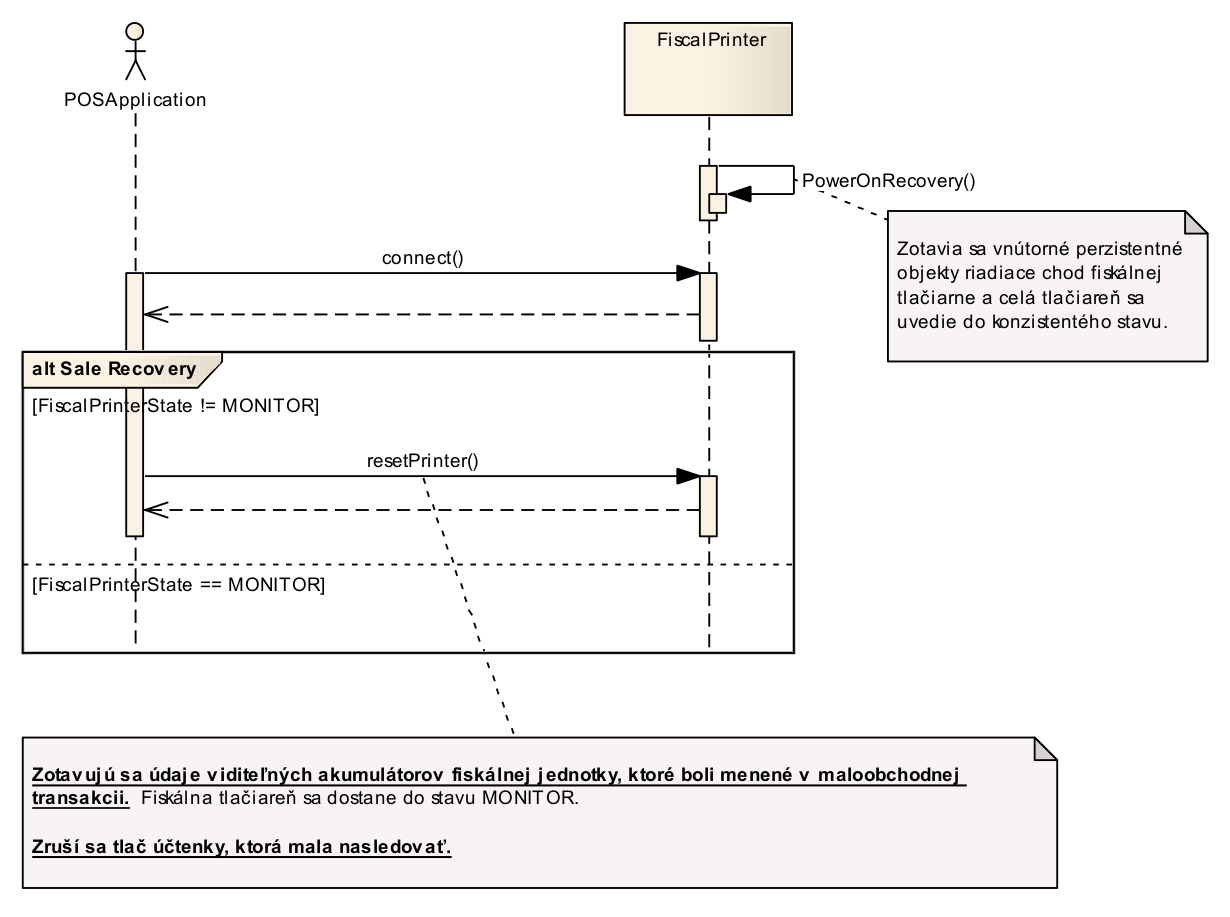 FiscalPrinter
POSApplication
PowerOnRecovery()
Zotavia sa vnútorné perzistentné
objekty riadiace chod fiskálnej
tlačiarne a celá tlačiareň sa
uvedie do konzistentého stavu.
connect()
alt Sale Recovery
[FiscalPrinterState != MONITOR]
resetPrinter()
[FiscalPrinterState == MONITOR]
Zotavujú sa údaje viditeľných akumulátorov fiskálnej jednotky, ktoré boli menené v maloobchodnej
transakcii. Fiskálna tlačiareň sa dostane do stavu MONITOR.
Zruší sa tlač účtenky, ktorá mala nasledovať.